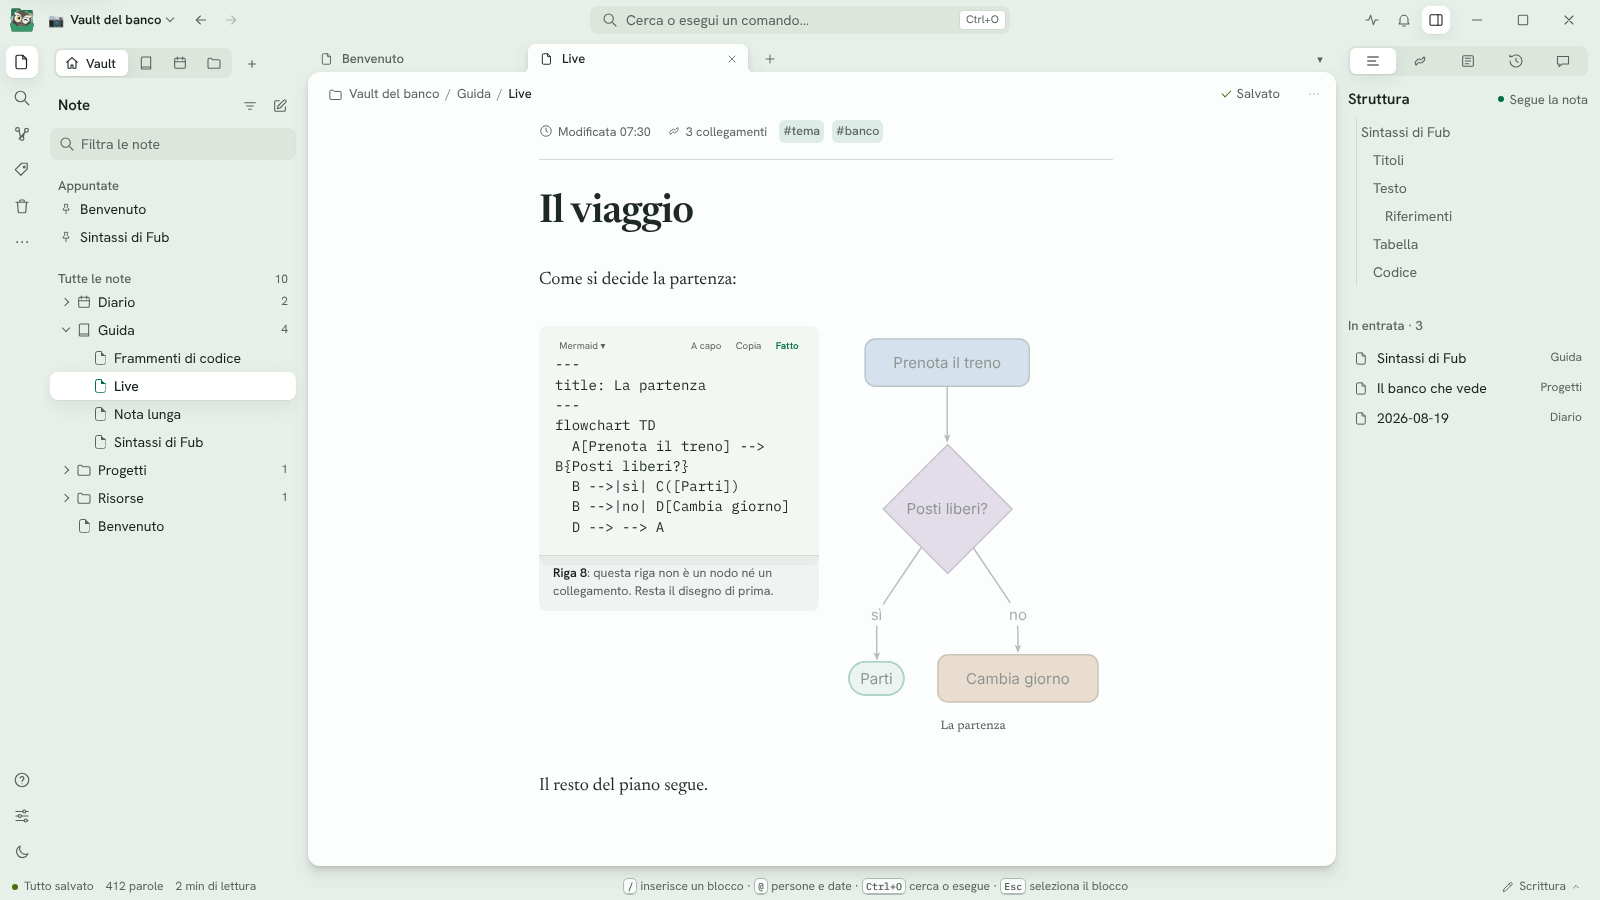 Vault del banco
Cerca o esegui un comando…
Ctrl+O
Vault
Note
Filtra le note
Appuntate
Benvenuto
Sintassi di Fub
Tutte le note 10
Diario 2
Guida 4
Frammenti di codice
Live
Nota lunga
Sintassi di Fub
Progetti 1
Risorse 1
Benvenuto
Benvenuto
Live
Vault del banco / Guida / Live
Salvato
Modificata 07:30
3 collegamenti
#tema
#banco
Il viaggio
Come si decide la partenza:
Mermaid
A capo
Copia
Fatto
---
title: La partenza
---
flowchart TD
A[Prenota il treno] -->
B{Posti liberi?}
B -->|sì| C([Parti])
B -->|no| D[Cambia giorno]
D --> --> A
Riga 8: questa riga non è un nodo né un
collegamento. Resta il disegno di prima.
Prenota il treno
Posti liberi?
sì
no
Parti
Cambia giorno
La partenza
Il resto del piano segue.
Struttura
Segue la nota
Sintassi di Fub
Titoli
Testo
Riferimenti
Tabella
Codice
In entrata · 3
Sintassi di Fub Guida
Il banco che vede Progetti
2026-08-19 Diario
Tutto salvato 412 parole 2 min di lettura
/ inserisce un blocco · @ persone e date · Ctrl+O cerca o esegue · Esc seleziona il blocco
Scrittura